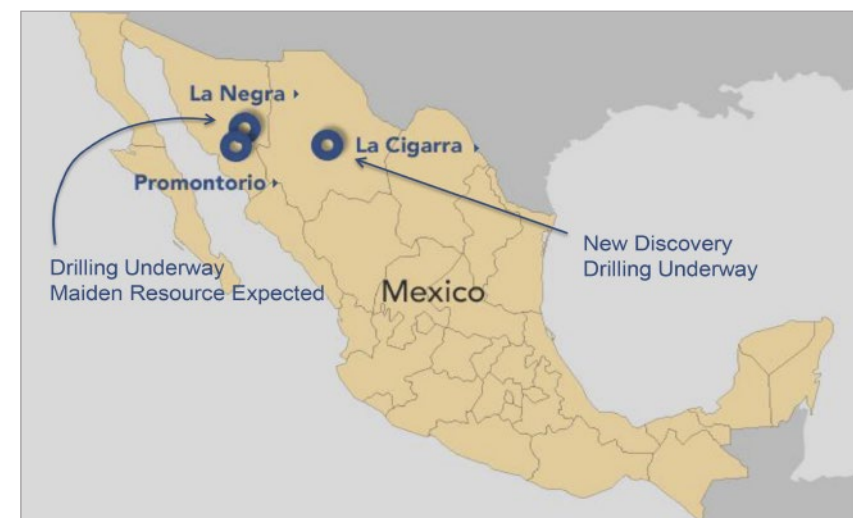 La Negra
La Cigarra
Promontorio
Drilling Underway
Maiden Resource Expected
New Discovery
Drilling Underway
Mexico